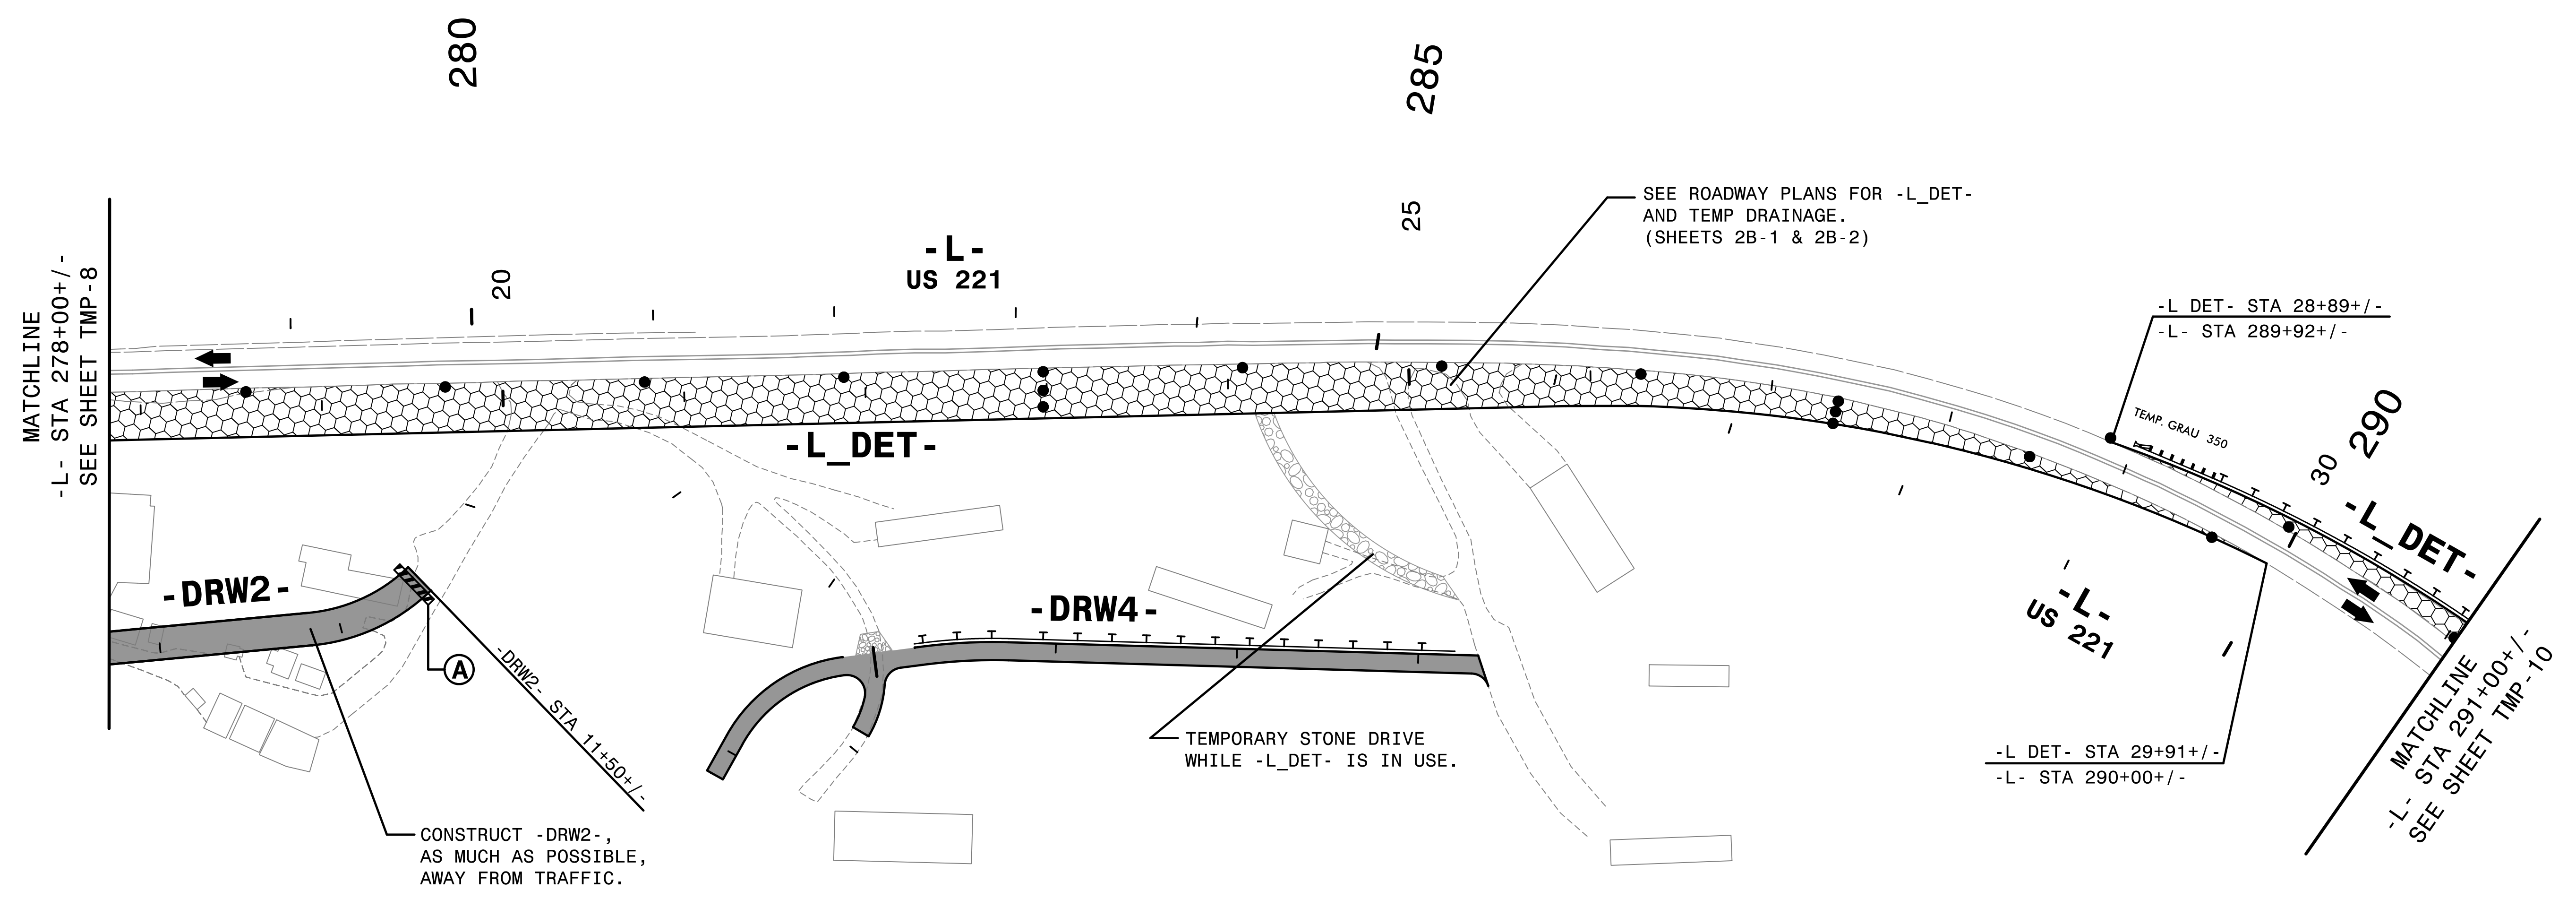 280
285
SEE ROADWAY PLANS FOR -L_DET-
AND TEMP DRAINAGE.
(SHEETS 2B-1 & 2B-2)
25
-L-
US 221
20
MATCHLINE
-L- STA 278+00+/-
SEE SHEET TMP-8
-L DET- STA 28+89+/-
-L- STA 289+92+/-
TEMP. GRAU 350
290
30
-L_DET-
-L_DET-
-DRW2-
-DRW4-
-L-
US 221
A
-DRW2- STA 11+50+/-
TEMPORARY STONE DRIVE
WHILE -L_DET- IS IN USE.
-L DET- STA 29+91+/-
-L- STA 290+00+/-
MATCHLINE
-L- STA 291+00+/-
SEE SHEET TMP-10
CONSTRUCT -DRW2-,
AS MUCH AS POSSIBLE,
AWAY FROM TRAFFIC.